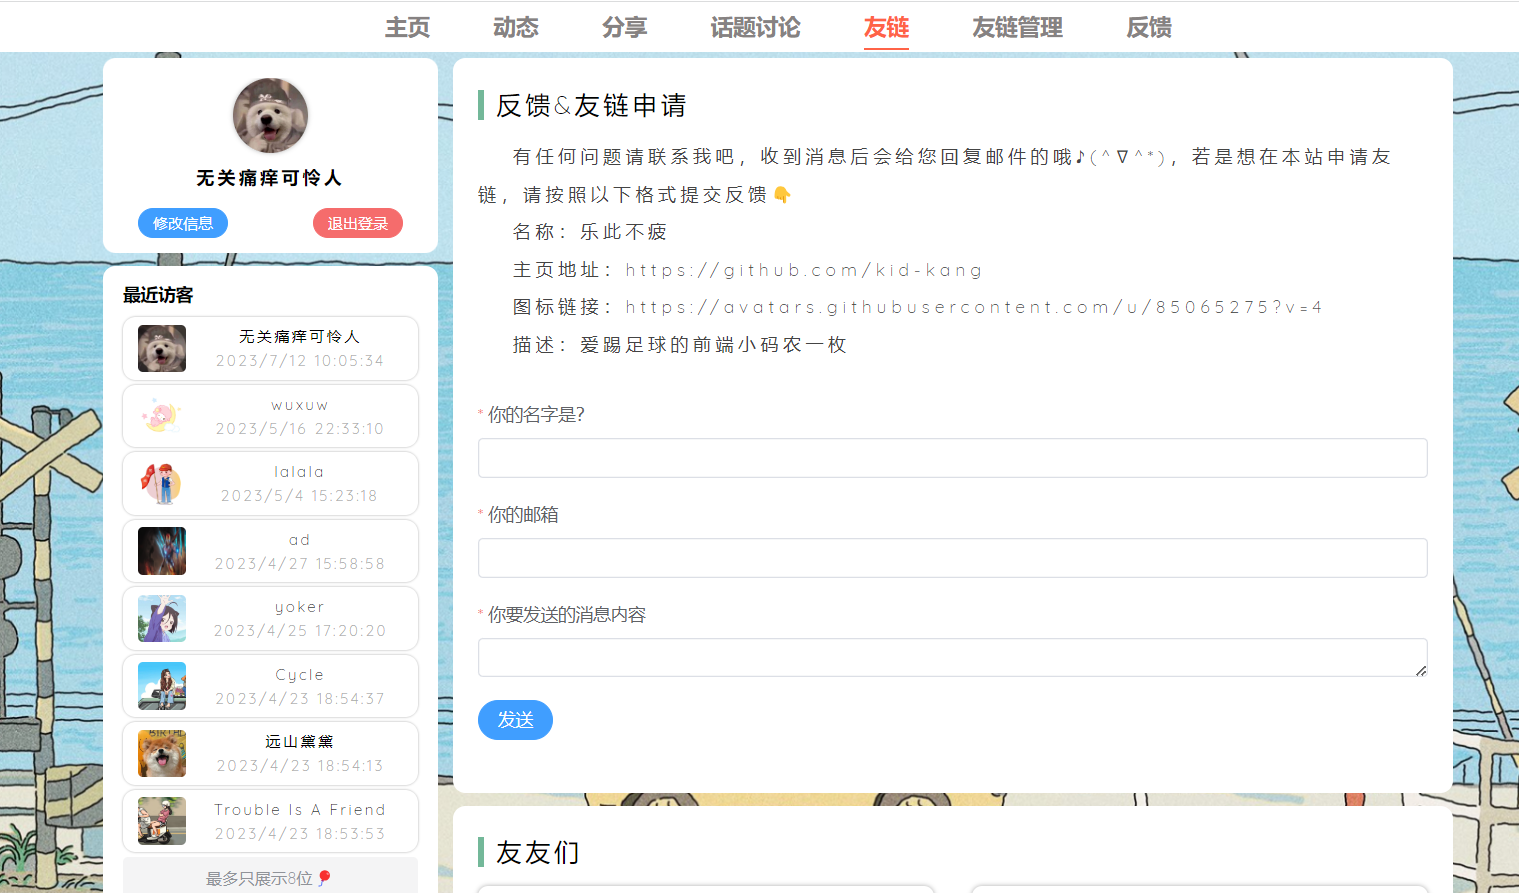 主页 动态 分享 话题讨论 友链 友链管理 反馈
无关痛痒可怜人
修改信息 退出登录
最近访客
无关痛痒可怜人
2023/7/12 10:05:34
wuxuw
2023/5/16 22:33:10
lalala
2023/5/4 15:23:18
ad
2023/4/27 15:58:58
yoker
2023/4/25 17:20:20
Cycle
2023/4/23 18:54:37
远山黛黛
2023/4/23 18:54:13
Trouble Is A Friend
2023/4/23 18:53:53
最多只展示8位🎈
反馈&友链申请
有任何问题请联系我吧，收到消息后会给您回复邮件的哦♪(^∇^*)，若是想在本站申请友
链，请按照以下格式提交反馈👇
名称：乐此不疲
主页地址：https://github.com/kid-kang
图标链接：https://avatars.githubusercontent.com/u/85065275?v=4
描述：爱踢足球的前端小码农一枚
* 你的名字是?
* 你的邮箱
* 你要发送的消息内容
发送
友友们